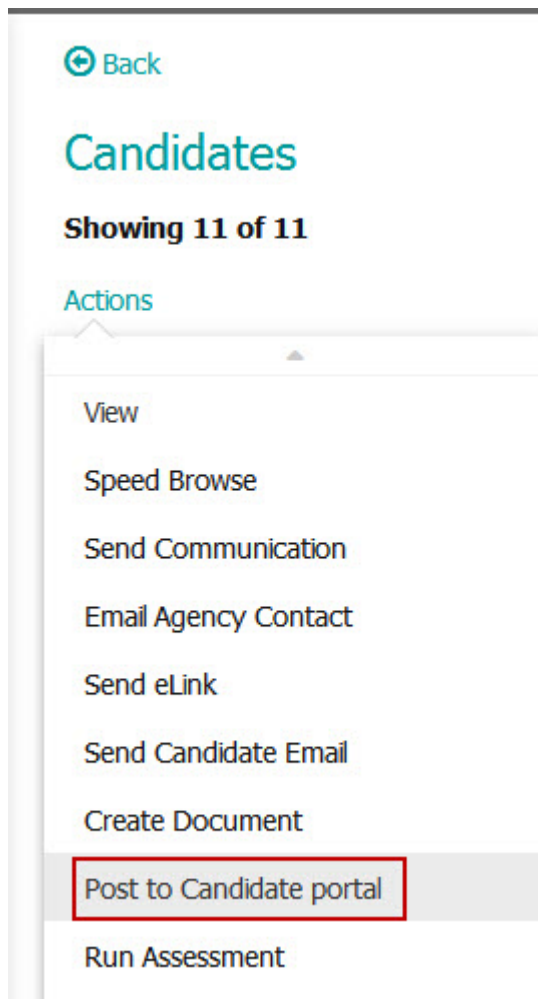 Back
Candidates
Showing 11 of 11
Actions
View
Speed Browse
Send Communication
Email Agency Contact
Send eLink
Send Candidate Email
Create Document
Post to Candidate portal
Run Assessment